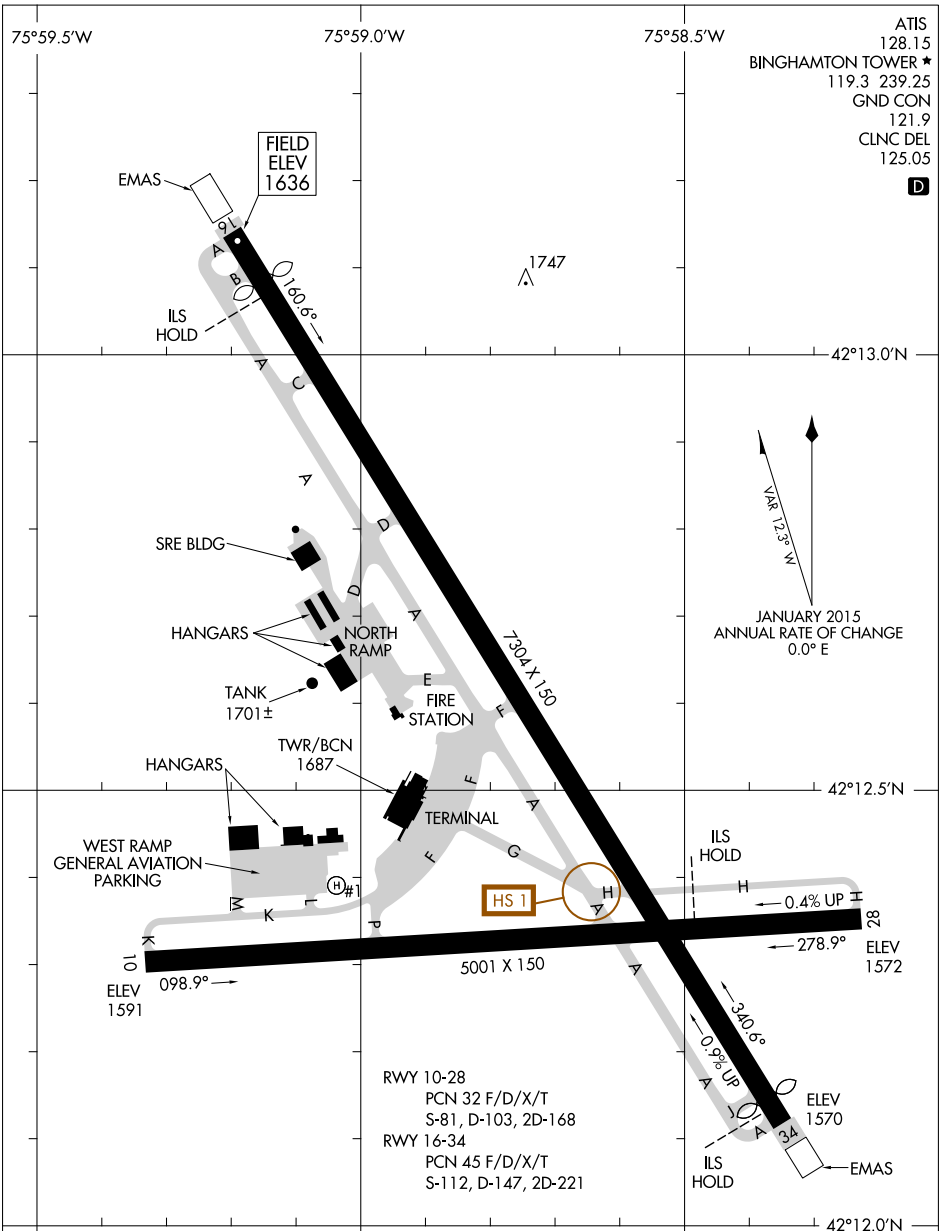 75°59.5'W
75°59.0'W
75°58.5'W
ATIS
128.15
BINGHAMTON TOWER ★
119.3 239.25
GND CON
121.9
CLNC DEL
125.05
D
FIELD
ELEV
1636
EMAS
16
A
B
ILS
HOLD
160.6°
1747
42°13.0'N
A
C
A
VAR 12.3° W
JANUARY 2015
ANNUAL RATE OF CHANGE
0.0° E
D
SRE BLDG
D
HANGARS
NORTH
RAMP
A
7304 X 150
E
TANK
1701±
FIRE
STATION
F
TWR/BCN
1687
HANGARS
F
42°12.5'N
TERMINAL
A
WEST RAMP
GENERAL AVIATION
PARKING
F
G
ILS
HOLD
H #1
HS 1
H
H
H
A
0.4% UP
M
K
L
P
28
K
10
278.9°
ELEV
1572
098.9°
5001 X 150
A
ELEV
1591
340.6°
0.9% UP
RWY 10-28
PCN 32 F/D/X/T
S-81, D-103, 2D-168
RWY 16-34
PCN 45 F/D/X/T
S-112, D-147, 2D-221
A
J
ELEV
1570
A
34
ILS
HOLD
EMAS
42°12.0'N